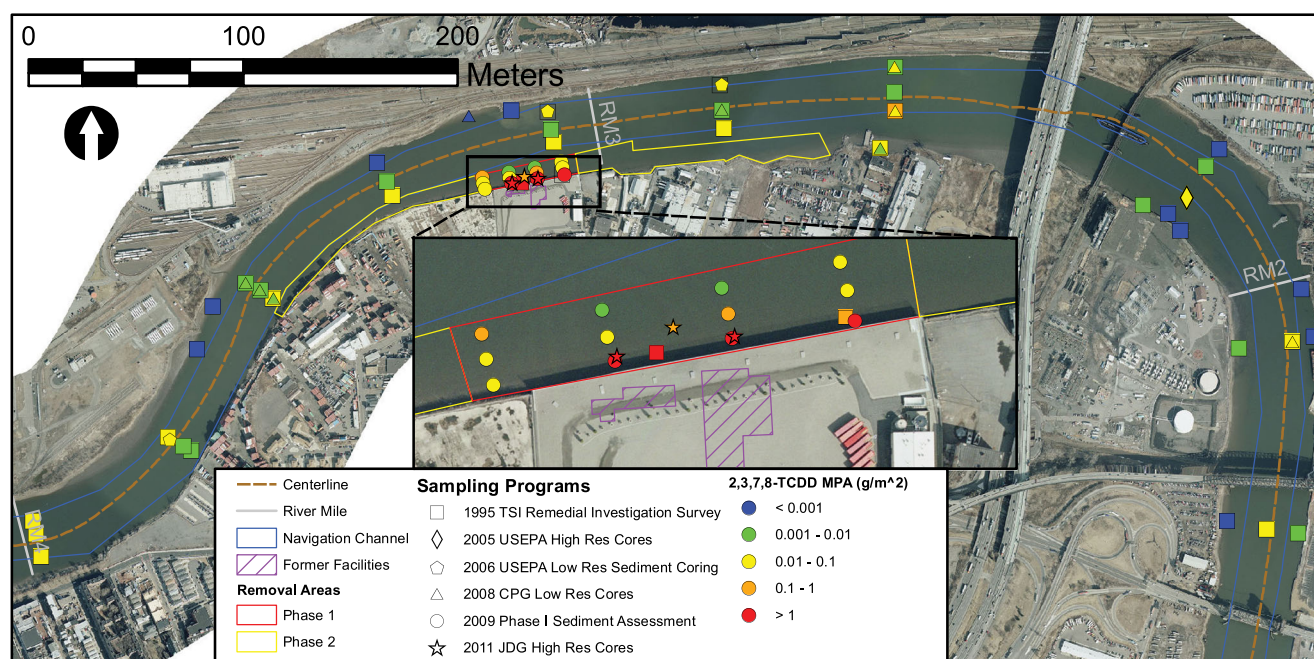 0 100 200
Meters
RM3
RM2
RM4
Centerline
River Mile
Navigation Channel
Former Facilities
Removal Areas
Phase 1
Phase 2
Sampling Programs
1995 TSI Remedial Investigation Survey
2005 USEPA High Res Cores
2006 USEPA Low Res Sediment Coring
2008 CPG Low Res Cores
2009 Phase I Sediment Assessment
2011 JDG High Res Cores
2,3,7,8-TCDD MPA (g/m^2)
< 0.001
0.001 - 0.01
0.01 - 0.1
0.1 - 1
> 1